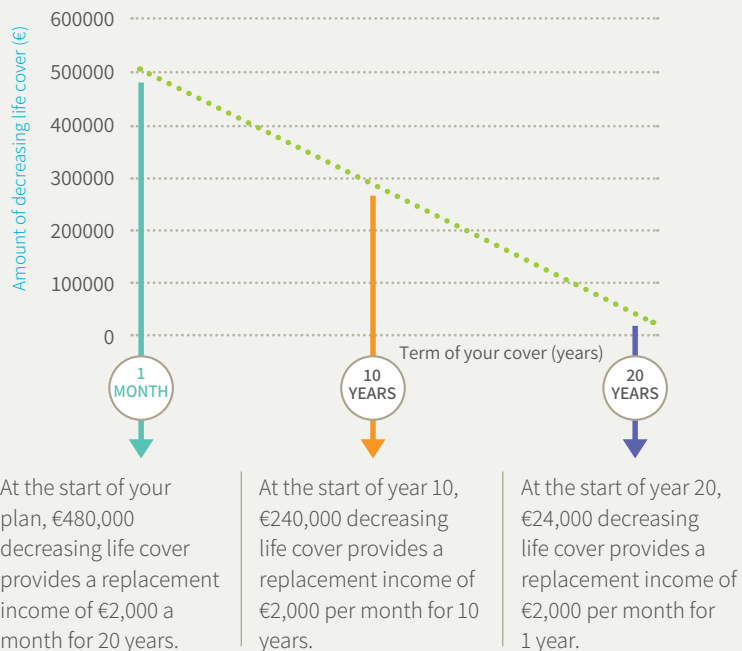 Amount of decreasing life cover (€)
600000
500000
400000
300000
200000
100000
0
Term of your cover (years)
1
MONTH
10
YEARS
20
YEARS
At the start of your
plan, €480,000
decreasing life cover
provides a replacement
income of €2,000 a
month for 20 years.
At the start of year 10,
€240,000 decreasing
life cover provides a
replacement income of
€2,000 per month for 10
years.
At the start of year 20,
€24,000 decreasing
life cover provides a
replacement income of
€2,000 per month for
1 year.